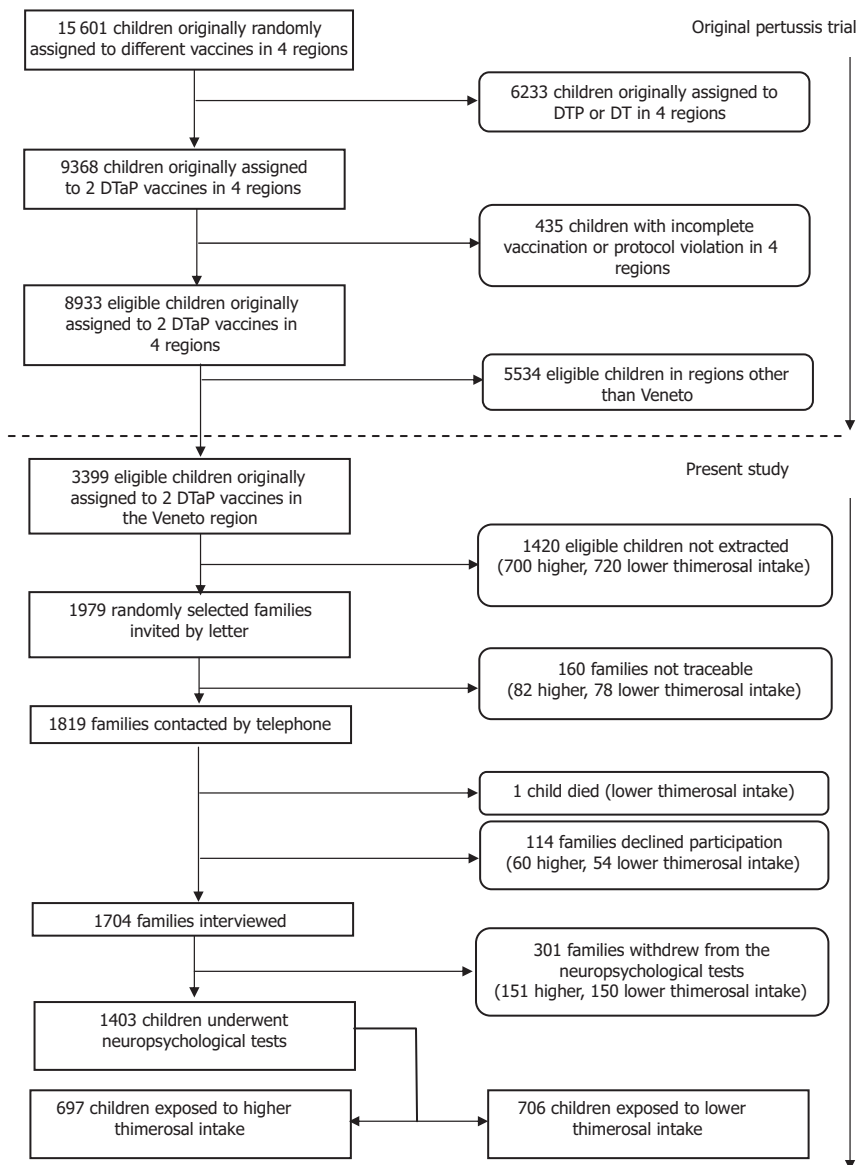 15 601 children originally randomly
assigned to different vaccines in 4 regions
Original pertussis trial
6233 children originally assigned to
DTP or DT in 4 regions
9368 children originally assigned
to 2 DTaP vaccines in 4 regions
435 children with incomplete
vaccination or protocol violation in 4
regions
8933 eligible children originally
assigned to 2 DTaP vaccines in
4 regions
5534 eligible children in regions other
than Veneto
3399 eligible children originally
assigned to 2 DTaP vaccines in
the Veneto region
Present study
1420 eligible children not extracted
(700 higher, 720 lower thimerosal intake)
1979 randomly selected families
invited by letter
160 families not traceable
(82 higher, 78 lower thimerosal intake)
1819 families contacted by telephone
1 child died (lower thimerosal intake)
114 families declined participation
(60 higher, 54 lower thimerosal intake)
1704 families interviewed
301 families withdrew from the
neuropsychological tests
(151 higher, 150 lower thimerosal intake)
1403 children underwent
neuropsychological tests
697 children exposed to higher
thimerosal intake
706 children exposed to lower
thimerosal intake